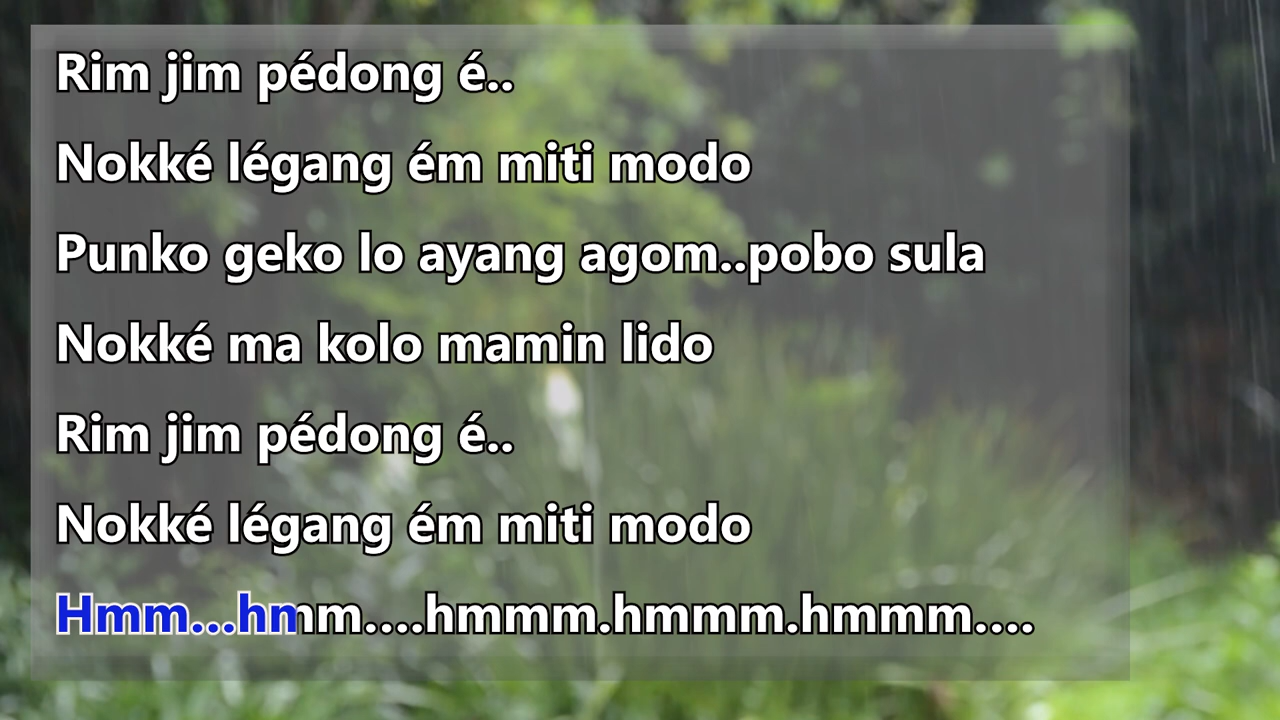 Rim jim pédong é..
Nokké légang ém miti modo
Punko geko lo ayang agom..pobo sula
Nokké ma kolo mamin lido
Rim jim pédong é..
Nokké légang ém miti modo
Hmm...hmmm....hmmm.hmmm.hmmm....